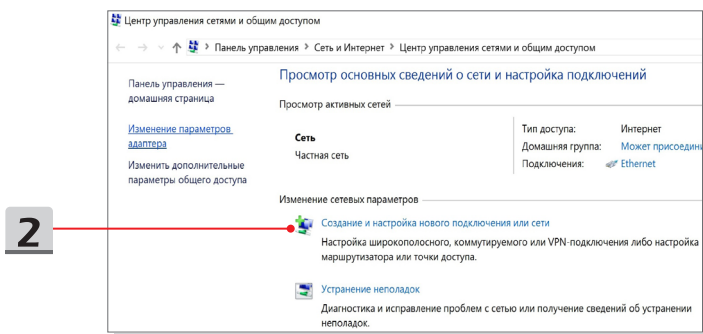 Центр управления сетями и общим доступом
Панель управления > Сеть и Интернет > Центр управления сетями и общим доступом
Панель управления —
домашняя страница
Изменение параметров
адаптера
Изменить дополнительные
параметры общего доступа
Просмотр основных сведений о сети и настройка подключений
Просмотр активных сетей
Сеть
Частная сеть
Тип доступа: Интернет
Домашняя группа: Может присоедини
Подключения: Ethernet
Изменение сетевых параметров
2
Создание и настройка нового подключения или сети
Настройка широкополосного, коммутируемого или VPN-подключения либо настройка
маршрутизатора или точки доступа.
Устранение неполадок
Диагностика и исправление проблем с сетью или получение сведений об устранении
неполадок.